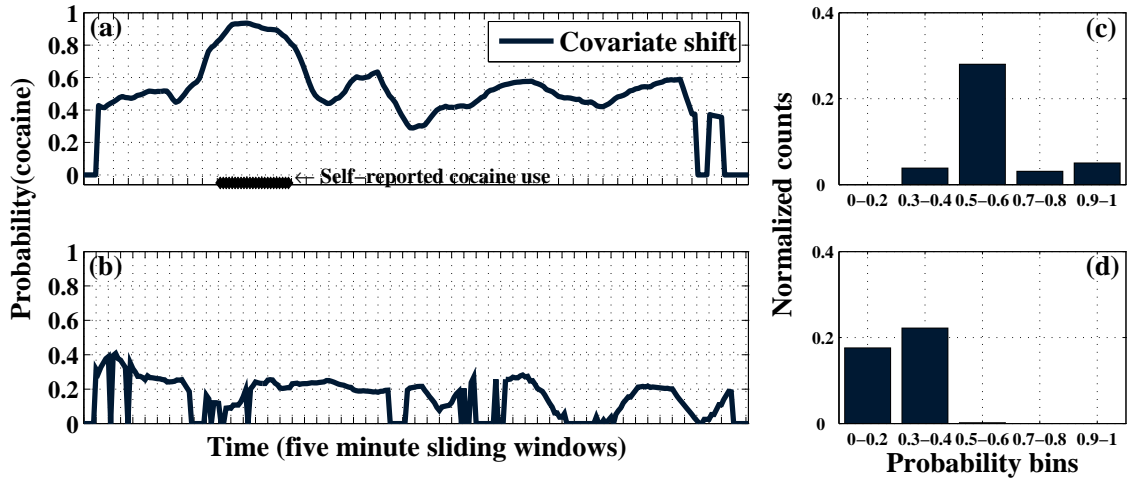 (a)
Covariate shift
1
0.8
0.6
0.4
0.2
0
← Self−reported cocaine use
(b)
1
0.8
0.6
0.4
0.2
0
Probability(cocaine)
Time (five minute sliding windows)
(c)
0.4
0.2
0
0−0.2 0.3−0.4 0.5−0.6 0.7−0.8 0.9−1
(d)
0.4
0.2
0
0−0.2 0.3−0.4 0.5−0.6 0.7−0.8 0.9−1
Normalized counts
Probability bins